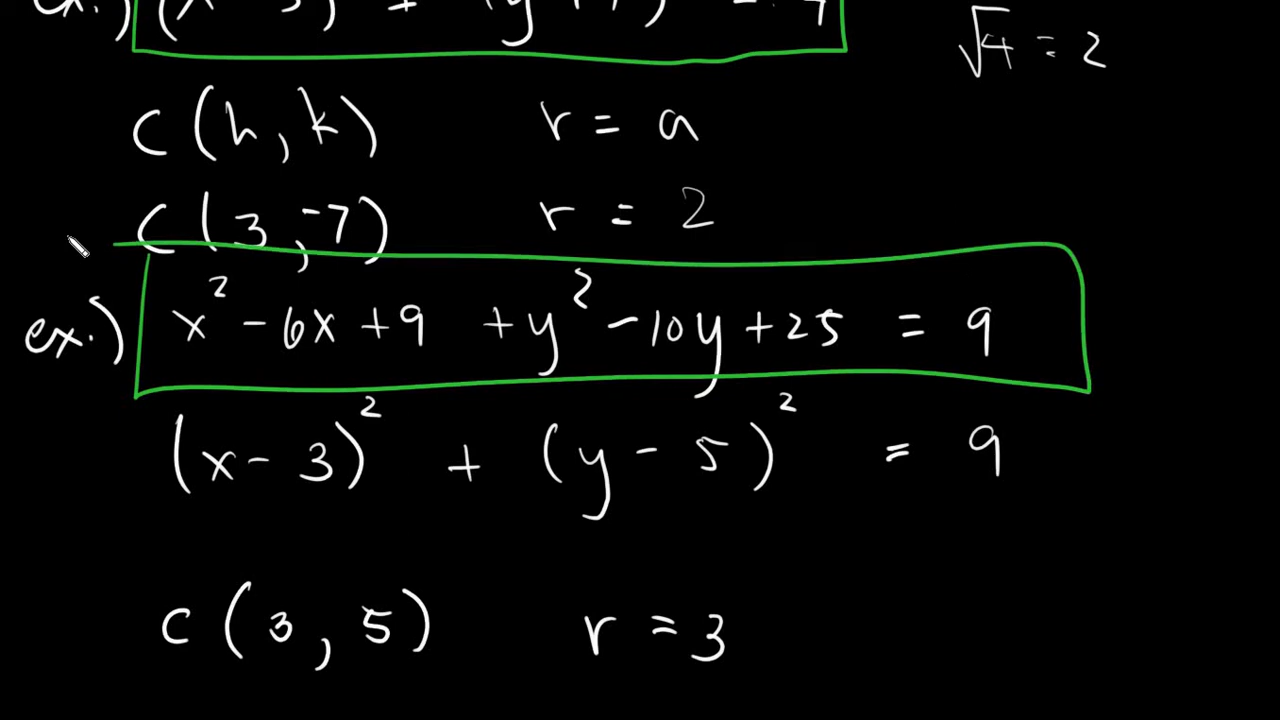 √4 = 2
C(h,k) r = a
C(3,-7) r = 2
ex.) x² - 6x + 9 + y² - 10y + 25 = 9
(x - 3)² + (y - 5)² = 9
C(3,5) r = 3